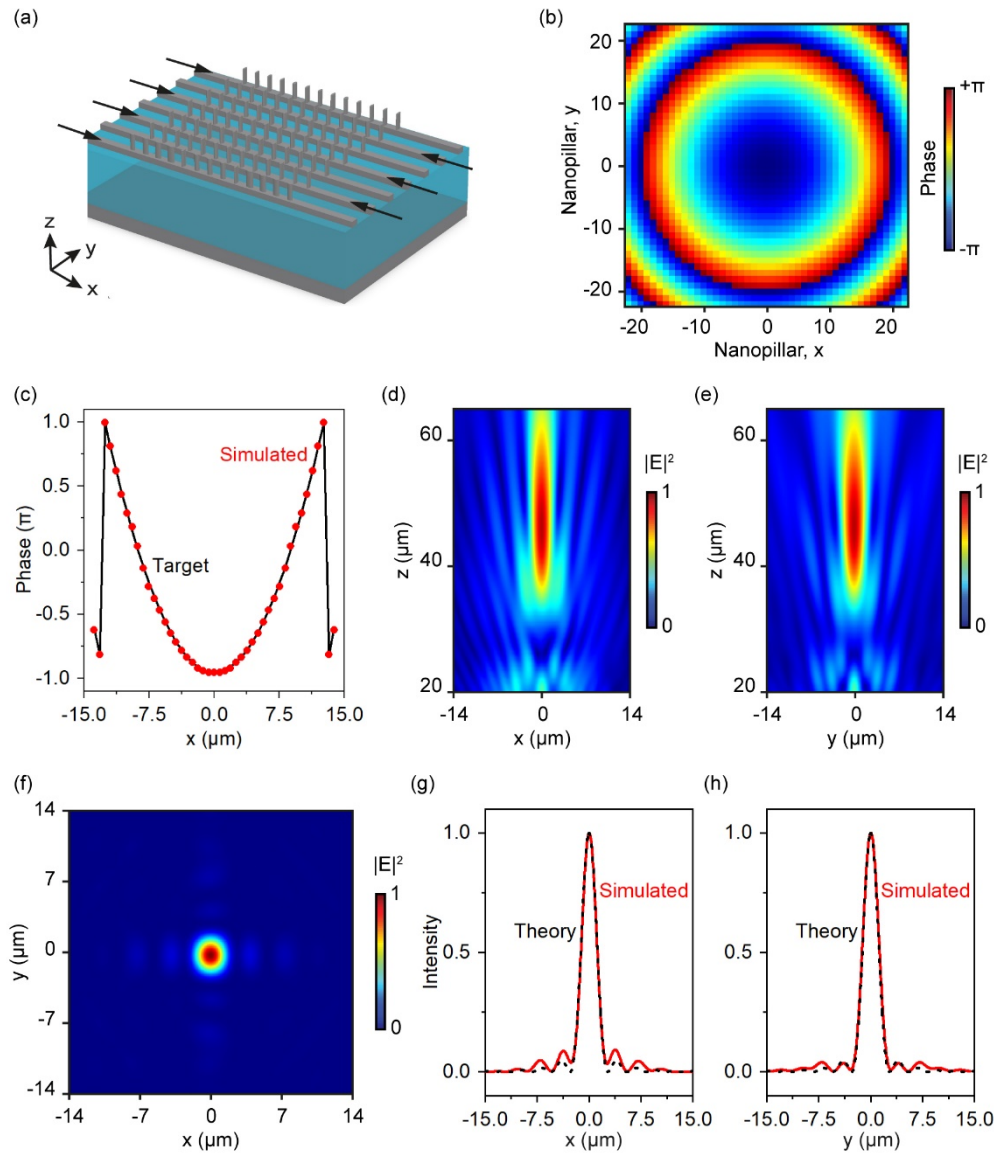 (a)
z
y
x
(b)
20
10
0
-10
-20
Nanopillar, y
-20 -10 0 10 20
Nanopillar, x
+π
Phase
-π
(c)
1.0
0.5
0.0
-0.5
-1.0
Phase (π)
Simulated
Target
-15.0 -7.5 0.0 7.5 15.0
x (μm)
(d)
60
40
20
z (μm)
-14 0 14
x (μm)
|E|²
1
0
(e)
60
40
20
z (μm)
-14 0 14
y (μm)
|E|²
1
0
(f)
14
7
0
-7
-14
y (μm)
-14 -7 0 7 14
x (μm)
|E|²
1
0
(g)
1.0
0.5
0.0
Intensity
Simulated
Theory
-15.0 -7.5 0.0 7.5 15.0
x (μm)
(h)
1.0
0.5
0.0
Simulated
Theory
-15.0 -7.5 0.0 7.5 15.0
y (μm)